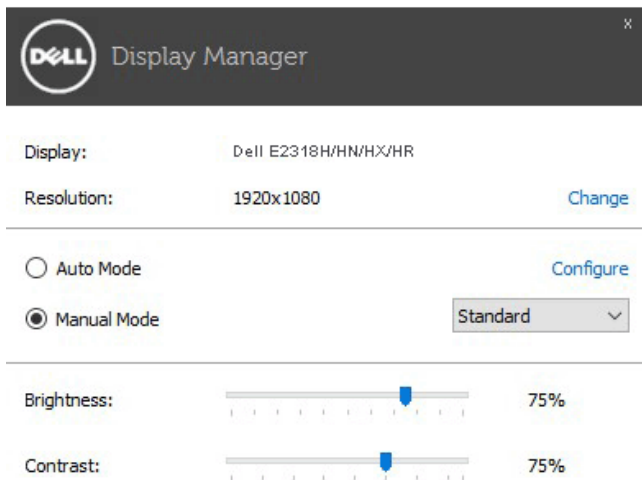 DELL Display Manager
x
Display: Dell E2318H/HN/HX/HR
Resolution: 1920x1080 Change
Auto Mode Configure
Manual Mode Standard
Brightness: 75%
Contrast: 75%